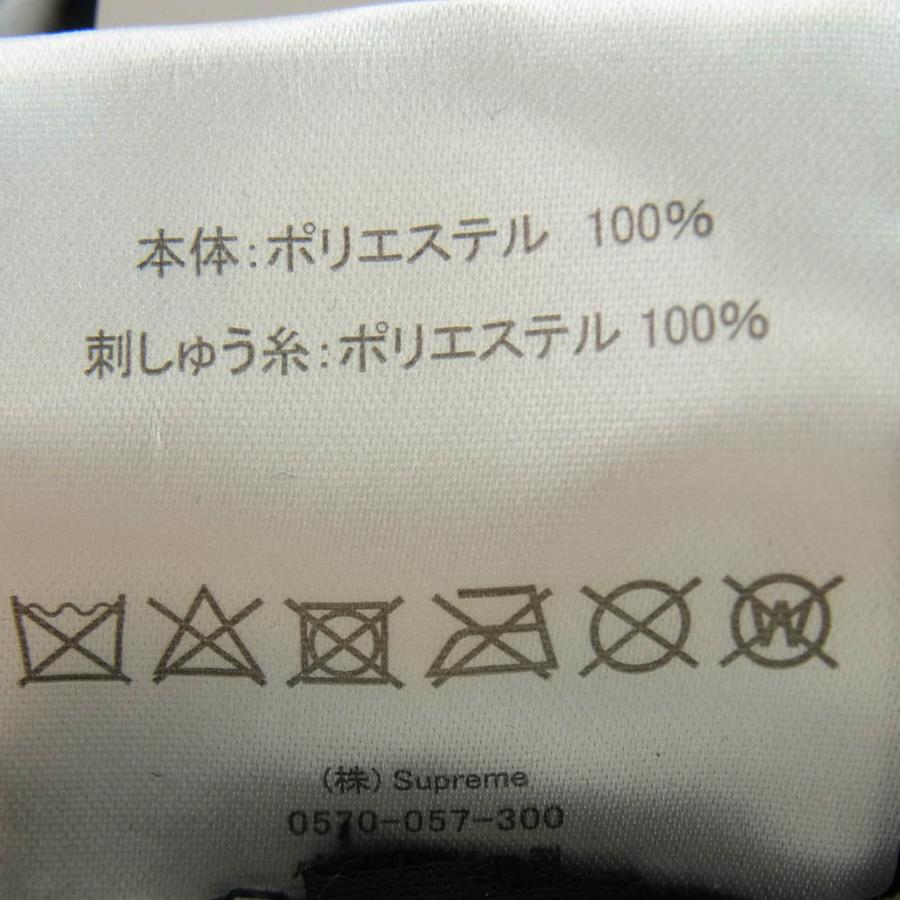 本体:ポリエステル 100%
刺しゅう糸:ポリエステル 100%
W
(株) Supreme
0570-057-300